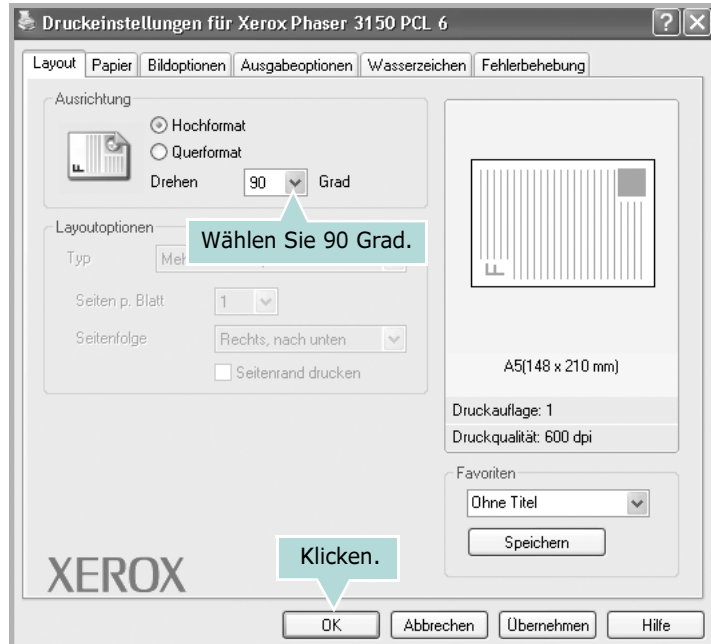 Druckeinstellungen für Xerox Phaser 3150 PCL 6
Layout Papier Bildoptionen Ausgabeoptionen Wasserzeichen Fehlerbehebung
Ausrichtung
Hochformat
Querformat
Drehen 90 Grad
Wählen Sie 90 Grad.
Layoutoptionen
Typ
Seiten p. Blatt 1
Seitenfolge Rechts, nach unten
Seitenrand drucken
F
F
A5(148 x 210 mm)
Druckauflage: 1
Druckqualität: 600 dpi
Favoriten
Ohne Titel
Speichern
XEROX
Klicken.
OK Abbrechen Übernehmen Hilfe